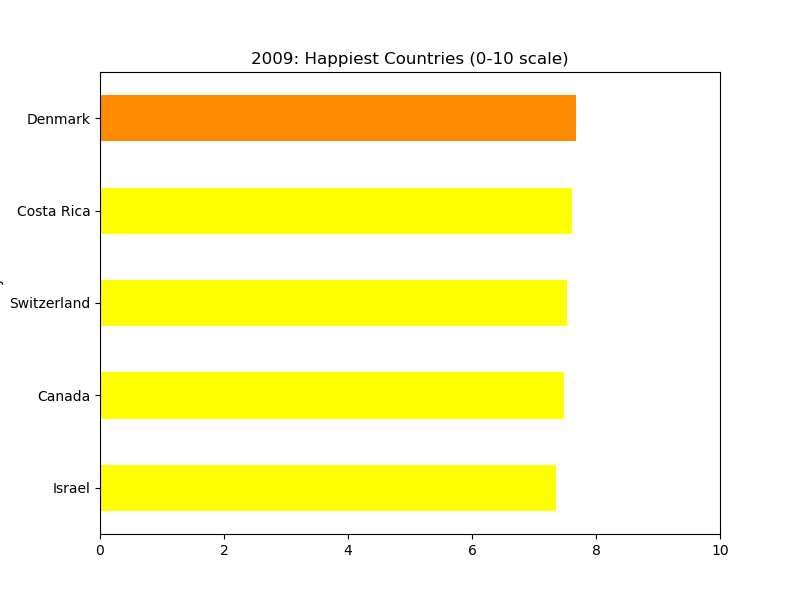 2009: Happiest Countries (0-10 scale)
Denmark
Costa Rica
Switzerland
Canada
Israel
0 2 4 6 8 10